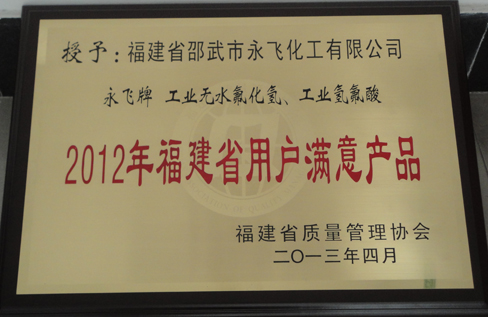 授予：福建省邵武市永飞化工有限公司
永飞牌 工业无水氟化氢、工业氢氟酸
2012年福建省用户满意产品
福建省质量管理协会
二〇一三年四月